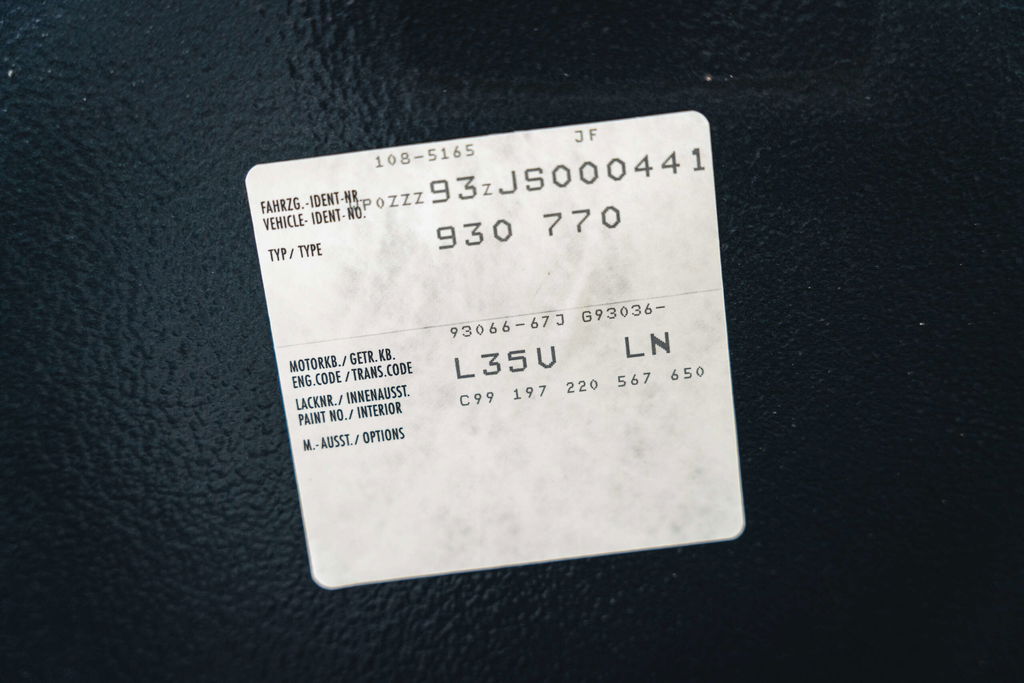 108-5165 JF
FAHRZG.-IDENT-NR.
VEHICLE-IDENT-NO. WP0ZZZ93ZJS000441
TYP / TYPE 930 770
93066-67J G93036-
MOTORKB. / GETR.KB.
ENG.CODE / TRANS.CODE
L35V LN
LACKNR. / INNENAUSST.
PAINT NO. / INTERIOR
C99 197 220 567 650
M.-AUSST. / OPTIONS